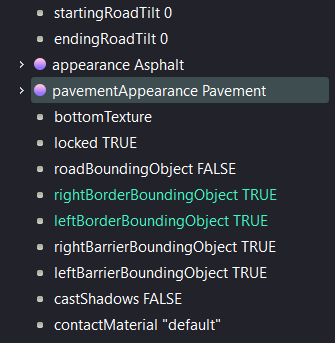 startingRoadTilt 0
endingRoadTilt 0
appearance Asphalt
pavementAppearance Pavement
bottomTexture
locked TRUE
roadBoundingObject FALSE
rightBorderBoundingObject TRUE
leftBorderBoundingObject TRUE
rightBarrierBoundingObject TRUE
leftBarrierBoundingObject TRUE
castShadows FALSE
contactMaterial "default"